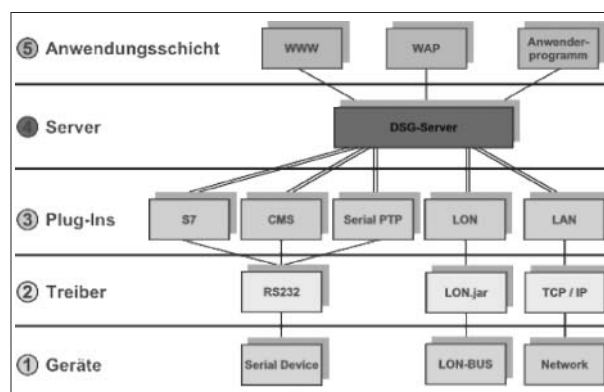 5 Anwendungsschicht
WWW
WAP
Anwender-
programm
4 Server
DSG-Server
3 Plug-Ins
S7
CMS
Serial PTP
LON
LAN
2 Treiber
RS232
LON.jar
TCP / IP
1 Geräte
Serial Device
LON-BUS
Network